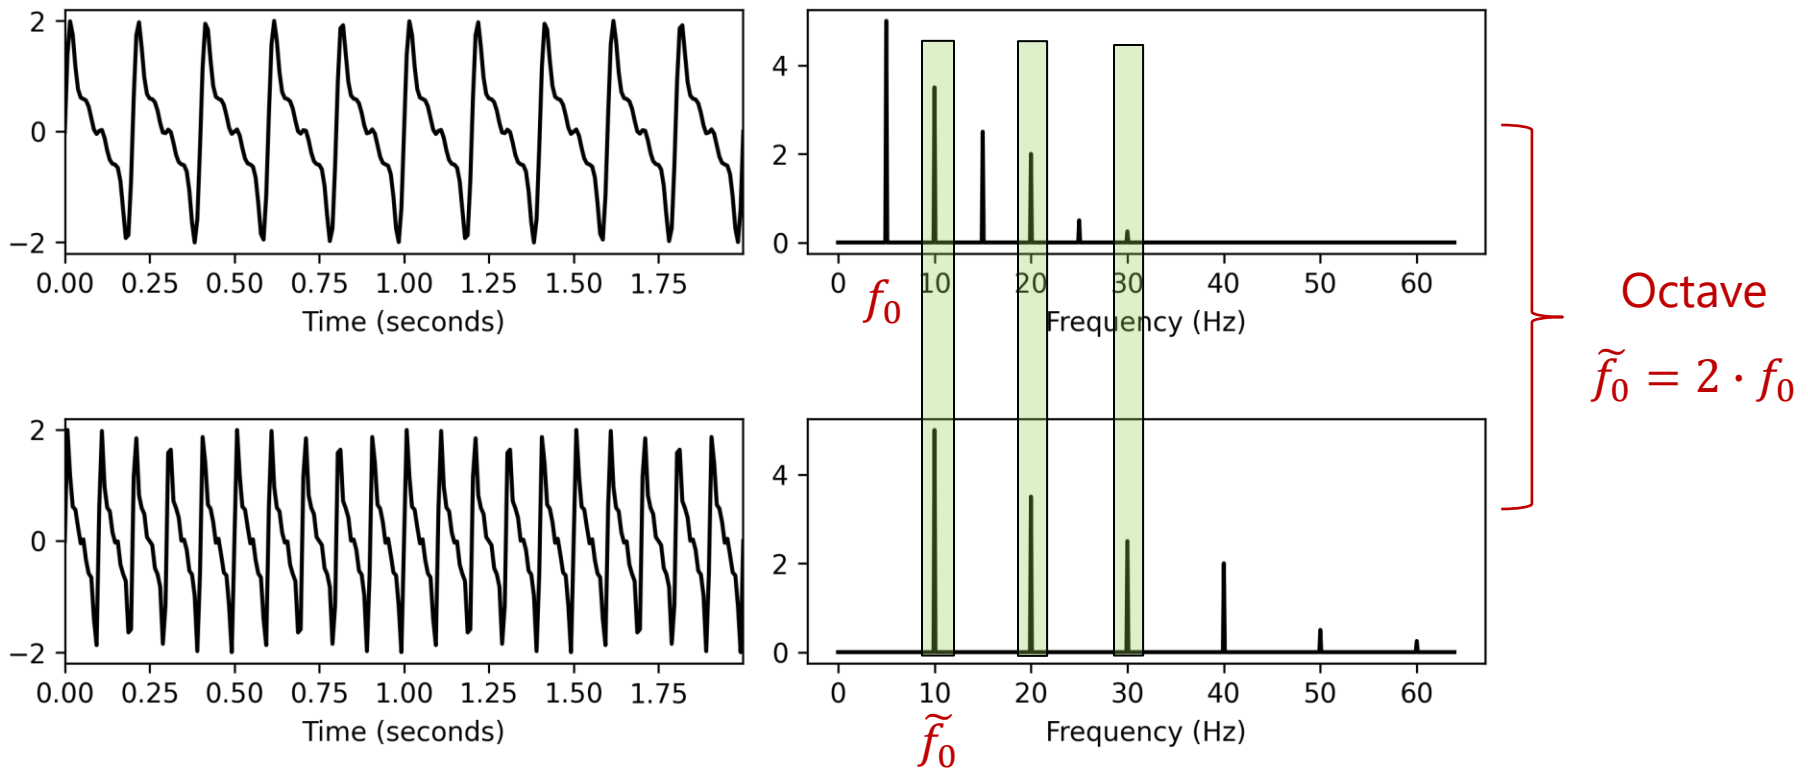 2
0
−2
0.00 0.25 0.50 0.75 1.00 1.25 1.50 1.75
Time (seconds)
4
2
0
0 10 20 30 40 50 60
f₀
Frequency (Hz)
Octave
f̃₀ = 2 · f₀
2
0
−2
0.00 0.25 0.50 0.75 1.00 1.25 1.50 1.75
Time (seconds)
4
2
0
0 10 20 30 40 50 60
f̃₀
Frequency (Hz)